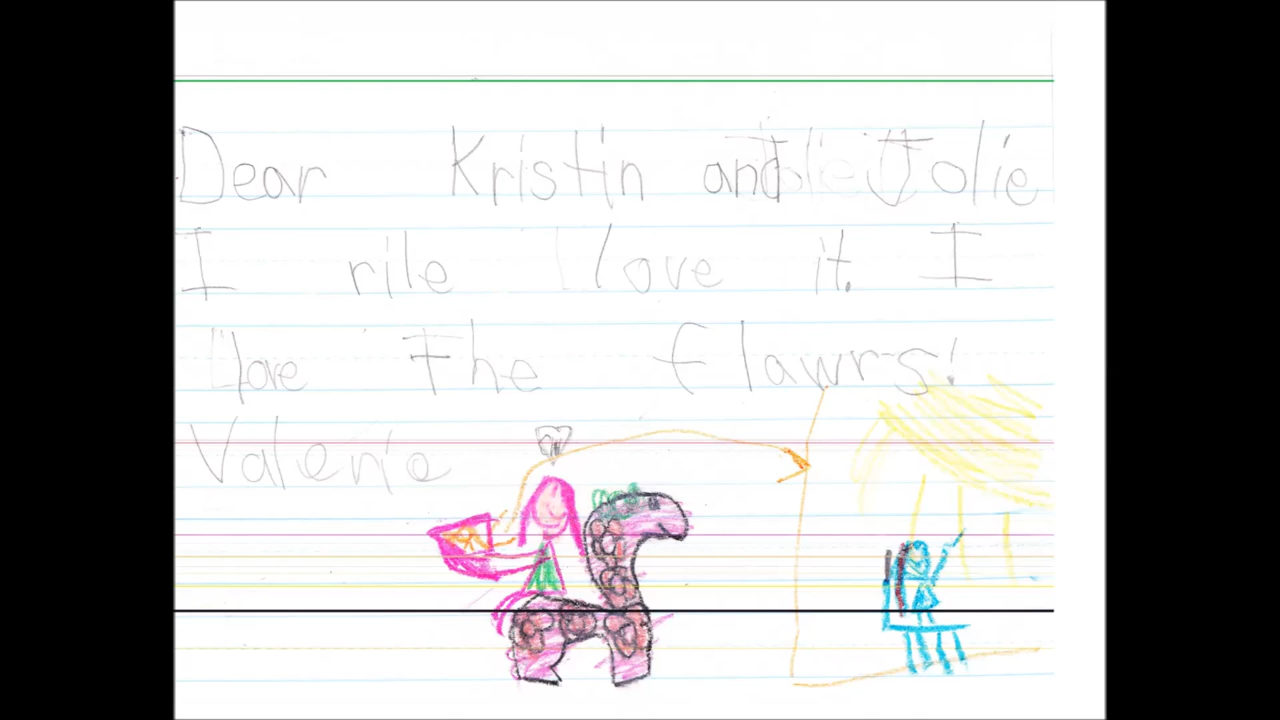 Dear Kristin and Jolie
I rile love it. I
love the flawrs!
Valerie